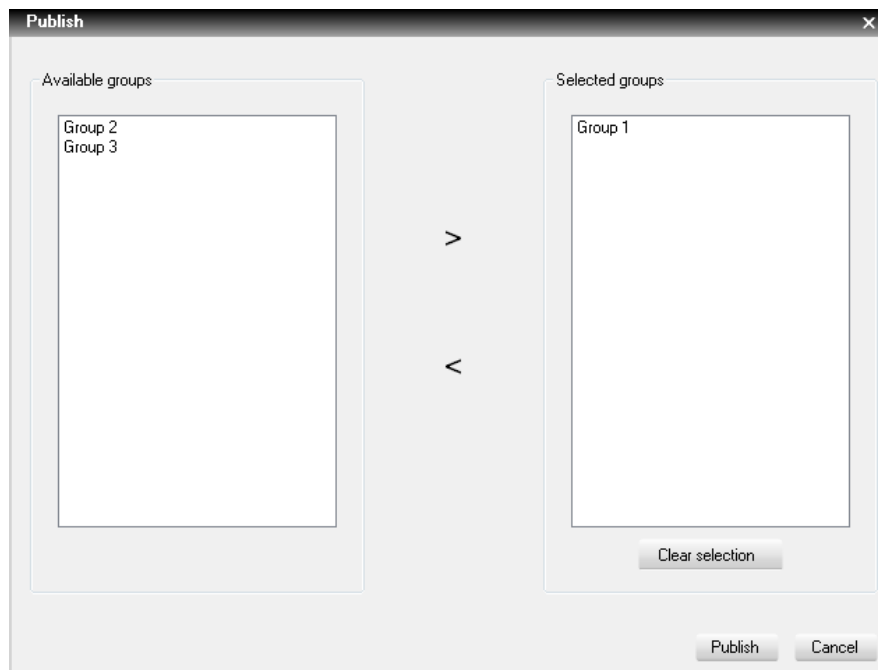 Publish
Available groups
Group 2
Group 3
>
<
Selected groups
Group 1
Clear selection
Publish
Cancel